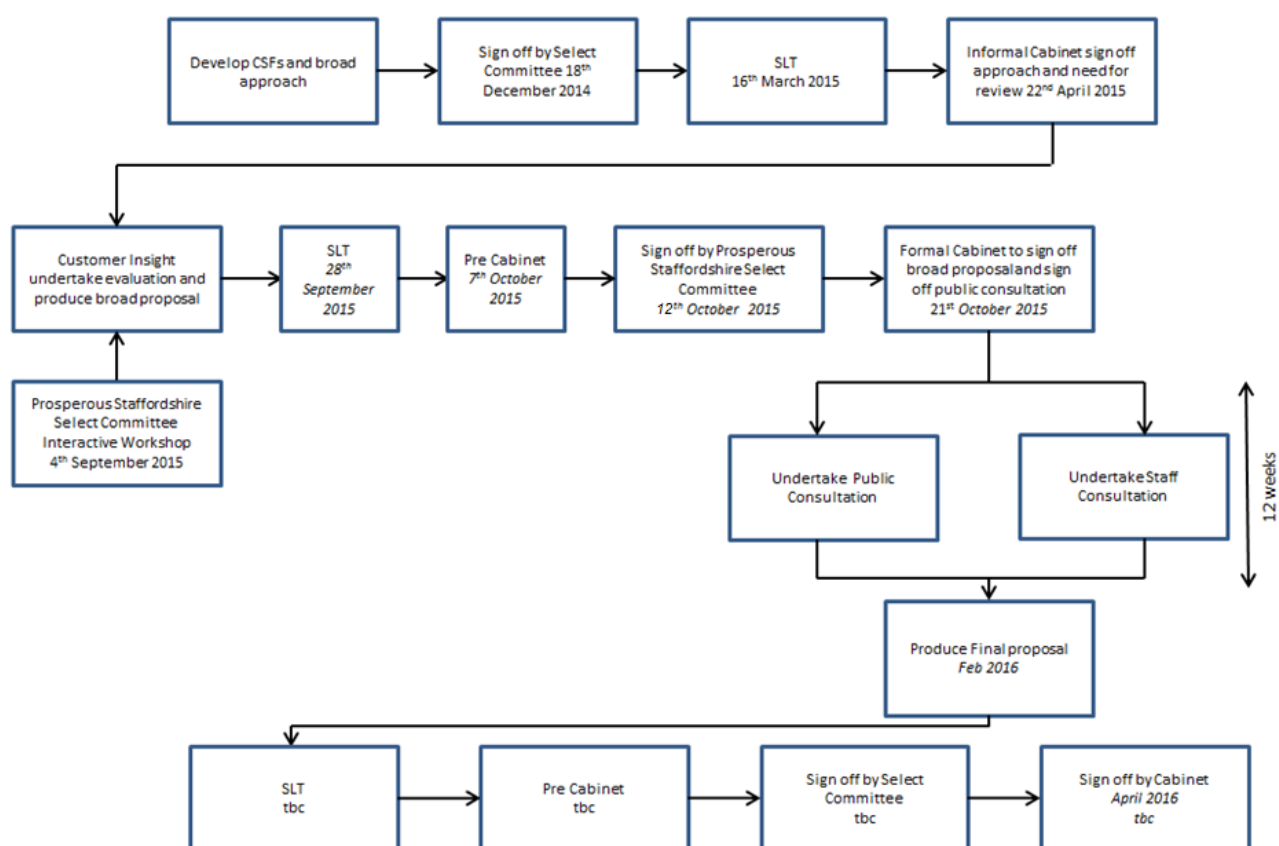 Develop CSFs and broad
approach
Sign off by Select
Committee 18th
December 2014
SLT
16th March 2015
Informal Cabinet sign off
approach and need for
review 22nd April 2015
Customer Insight
undertake evaluation and
produce broad proposal
SLT
28th
September
2015
Pre Cabinet
7th October
2015
Sign off by Prosperous
Staffordshire Select
Committee
12th October 2015
Formal Cabinet to sign off
broad proposal and sign
off public consultation
21st October 2015
Prosperous Staffordshire
Select Committee
Interactive Workshop
4th September 2015
Undertake Public
Consultation
Undertake Staff
Consultation
12 weeks
Produce Final proposal
Feb 2016
SLT
tbc
Pre Cabinet
tbc
Sign off by Select
Committee
tbc
Sign off by Cabinet
April 2016
tbc